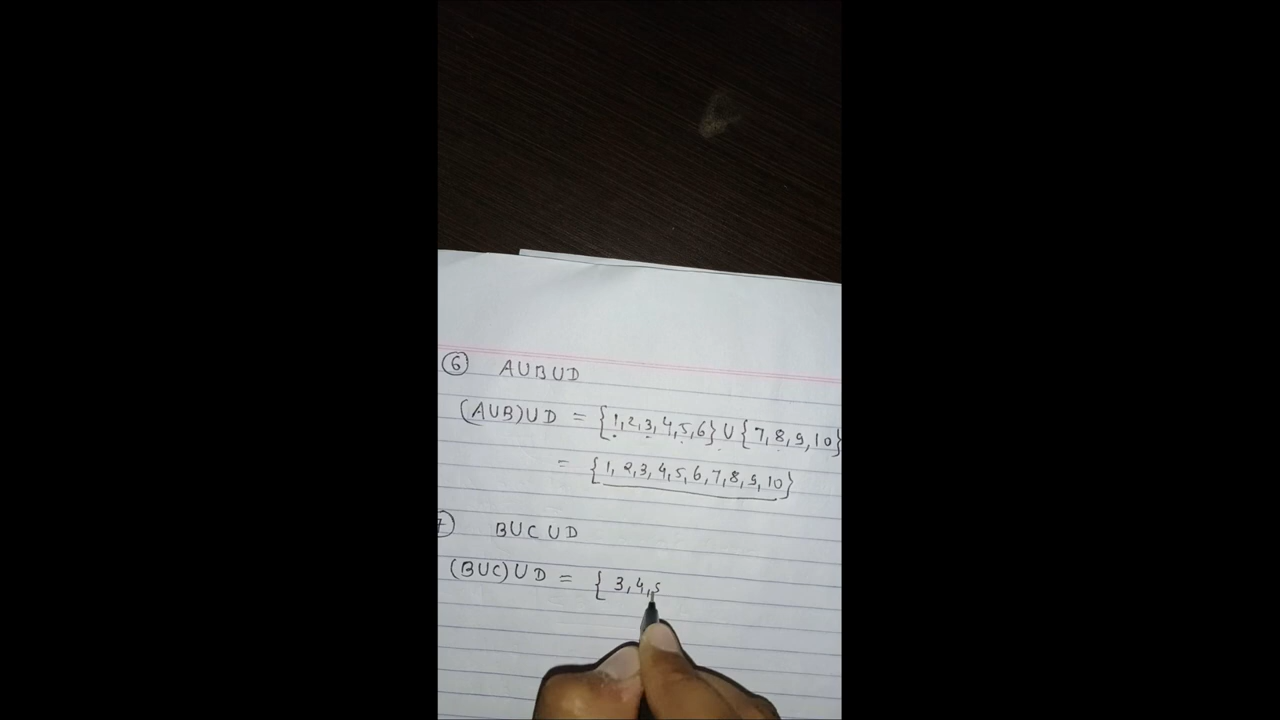 6 AUBUD
(AUB)UD = {1,2,3,4,5,6} U {7,8,9,10}
= {1, 2,3,4,5,6,7,8,9,10}
7 BUCUD
(BUC)UD = { 3,4,5